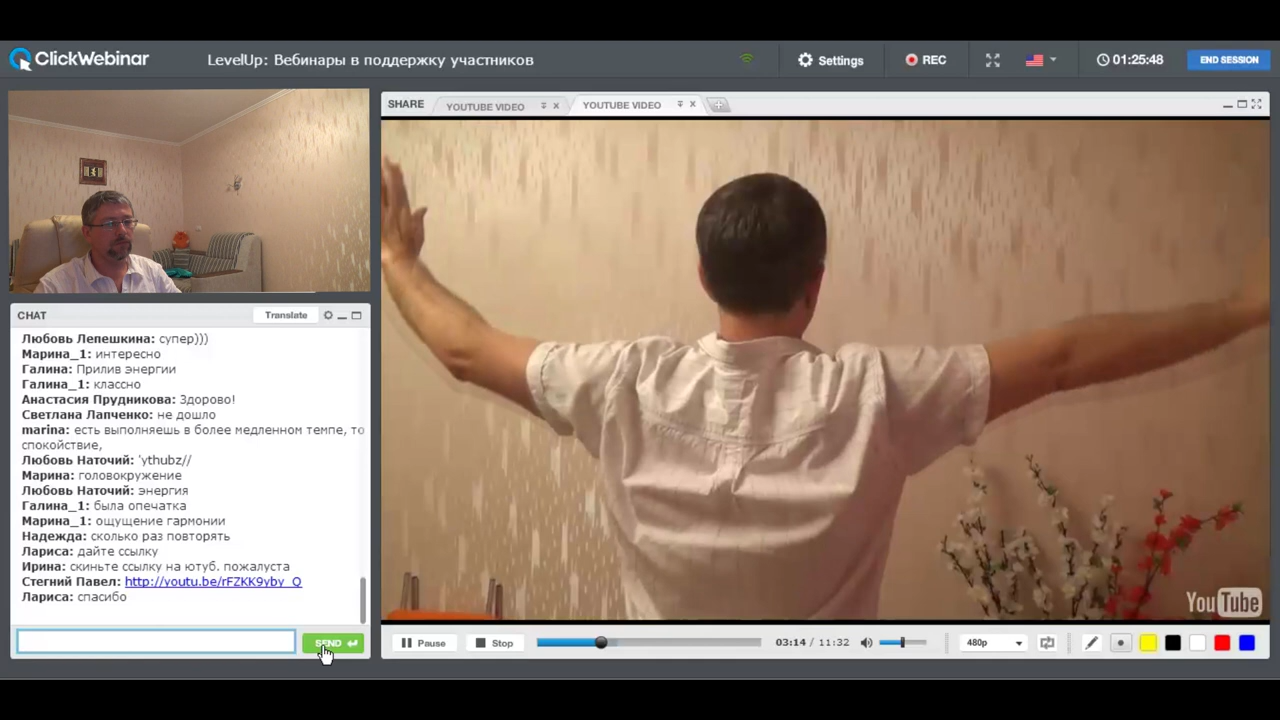 ClickWebinar
LevelUp: Вебинары в поддержку участников
Settings
REC
01:25:48
END SESSION
SHARE
YOUTUBE VIDEO
YOUTUBE VIDEO
CHAT
Translate
Любовь Лепешкина: супер)))
Марина_1: интересно
Галина: Прилив энергии
Галина_1: классно
Анастасия Прудникова: Здорово!
Светлана Лапченко: не дошло
marina: есть выполняешь в более медленном темпе, то
спокойствие,
Любовь Наточий: 'ythubz//
Марина: головокружение
Любовь Наточий: энергия
Галина_1: была опечатка
Марина_1: ощущение гармонии
Надежда: сколько раз повторять
Лариса: дайте ссылку
Ирина: скиньте ссылку на ютуб. пожалуста
Стегний Павел: http://youtu.be/rFZKK9yby_Q
Лариса: спасибо
SEND
YouTube
Pause
Stop
03:14 / 11:32
480p